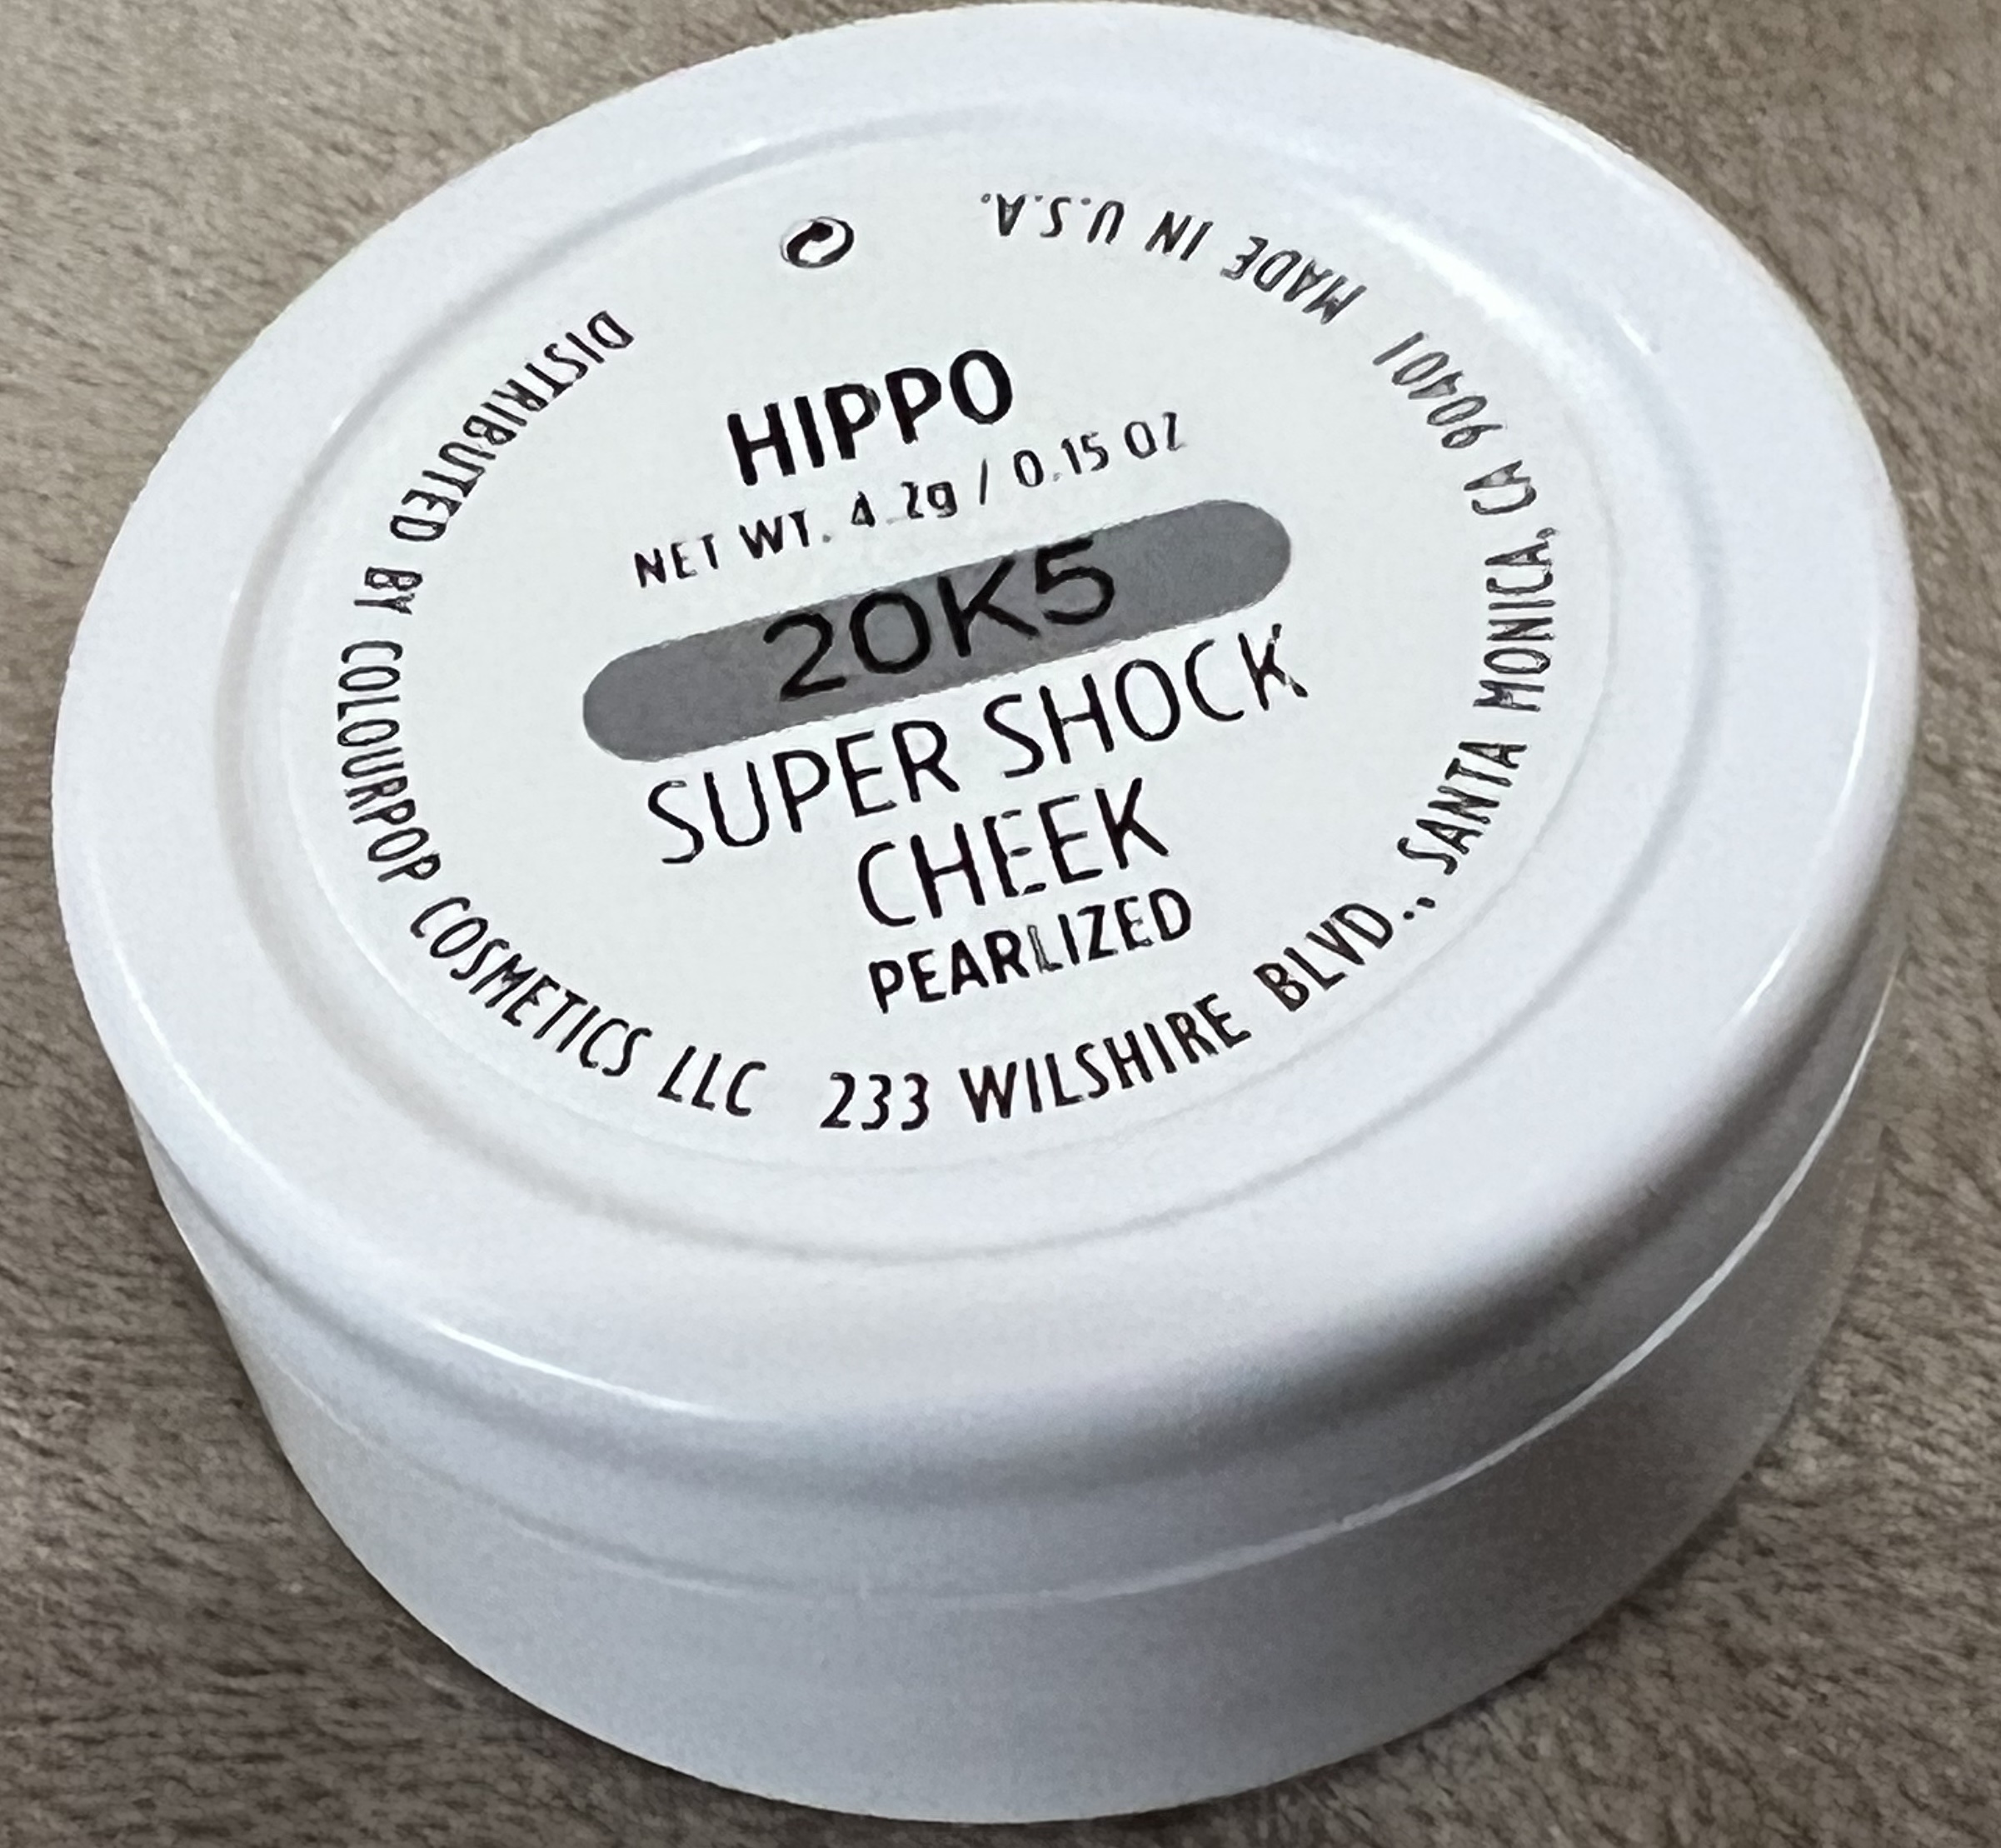 HIPPO
NET WT. 4.2g / 0.15 OZ
20K5
SUPER SHOCK
CHEEK
PEARLIZED
DISTRIBUTED BY COLOURPOP COSMETICS LLC 233 WILSHIRE BLVD., SANTA MONICA, CA 90401 MADE IN U.S.A.